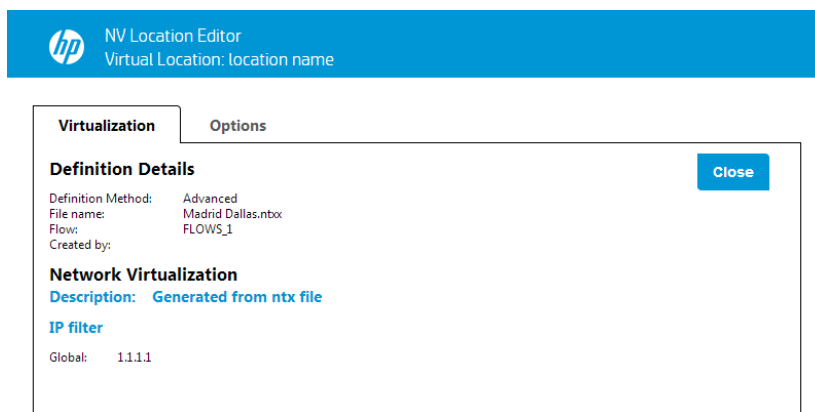 hp
NV Location Editor
Virtual Location: location name
Virtualization Options
Definition Details
Close
Definition Method: Advanced
File name: Madrid Dallas.ntxx
Flow: FLOWS_1
Created by:
Network Virtualization
Description: Generated from ntx file
IP filter
Global: 1.1.1.1